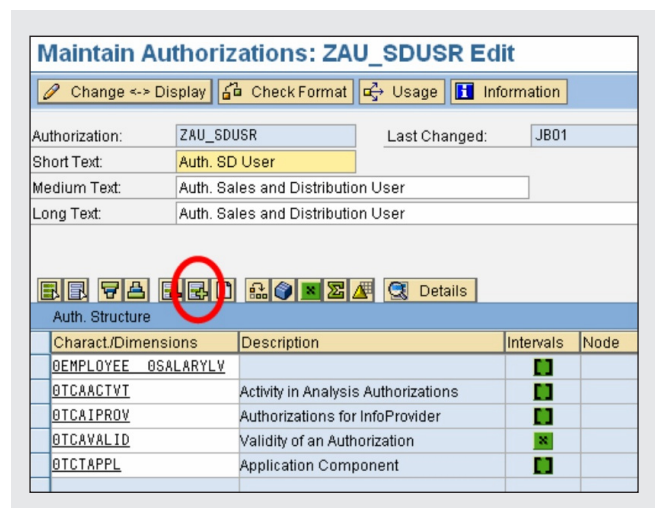 Maintain Authorizations: ZAU_SDUSR Edit
Change <-> Display Check Format Usage Information
Authorization: ZAU_SDUSR Last Changed: JB01
Short Text: Auth. SD User
Medium Text: Auth. Sales and Distribution User
Long Text: Auth. Sales and Distribution User
Details
Auth. Structure
Charact./Dimensions Description Intervals Node
0EMPLOYEE 0SALARYLV
0TCAACTVT Activity in Analysis Authorizations
0TCAIPROV Authorizations for InfoProvider
0TCAVALID Validity of an Authorization
0TCTAPPL Application Component